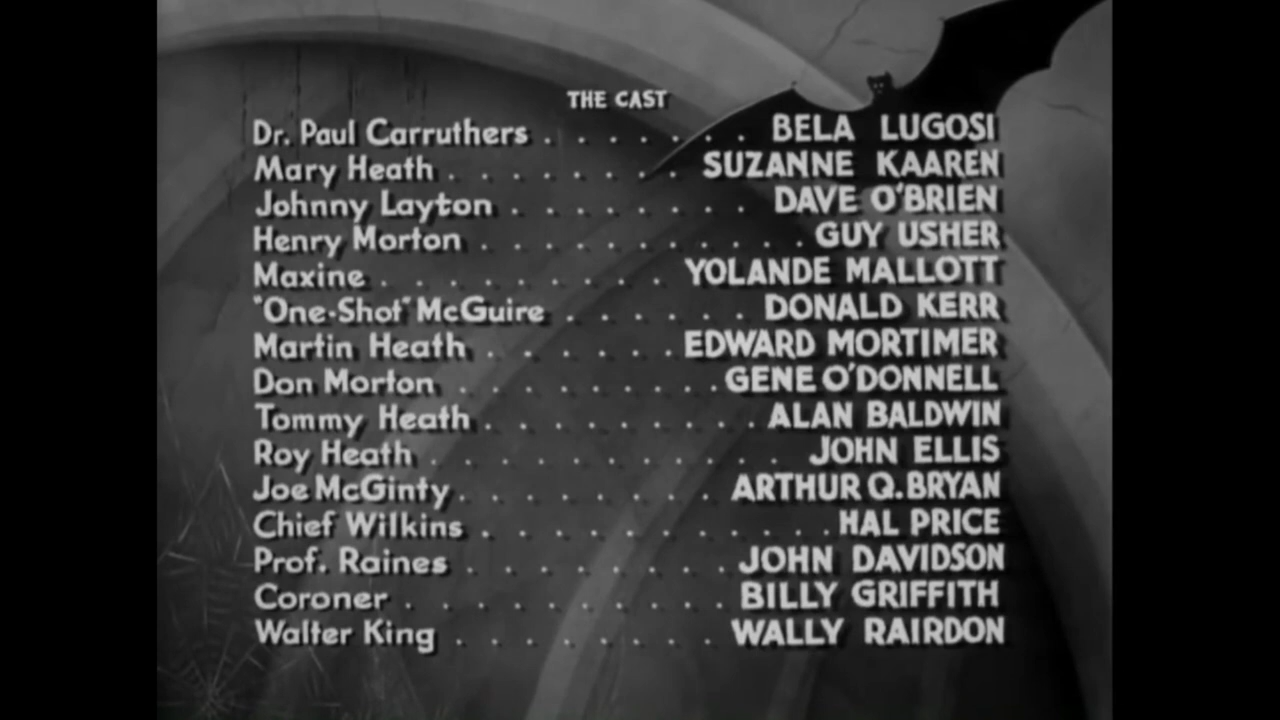 THE CAST
Dr. Paul Carruthers . . . . . . BELA LUGOSI
Mary Heath . . . . . . . . SUZANNE KAAREN
Johnny Layton . . . . . . . DAVE O'BRIEN
Henry Morton . . . . . . . . . . GUY USHER
Maxine . . . . . . . . . YOLANDE MALLOTT
"One-Shot" McGuire . . . . . . DONALD KERR
Martin Heath . . . . . . EDWARD MORTIMER
Don Morton . . . . . . . . GENE O'DONNELL
Tommy Heath . . . . . . . . ALAN BALDWIN
Roy Heath . . . . . . . . . . JOHN ELLIS
Joe McGinty . . . . . . . . ARTHUR Q. BRYAN
Chief Wilkins . . . . . . . . . . HAL PRICE
Prof. Raines . . . . . . . . JOHN DAVIDSON
Coroner . . . . . . . . . BILLY GRIFFITH
Walter King . . . . . . . . WALLY RAIRDON